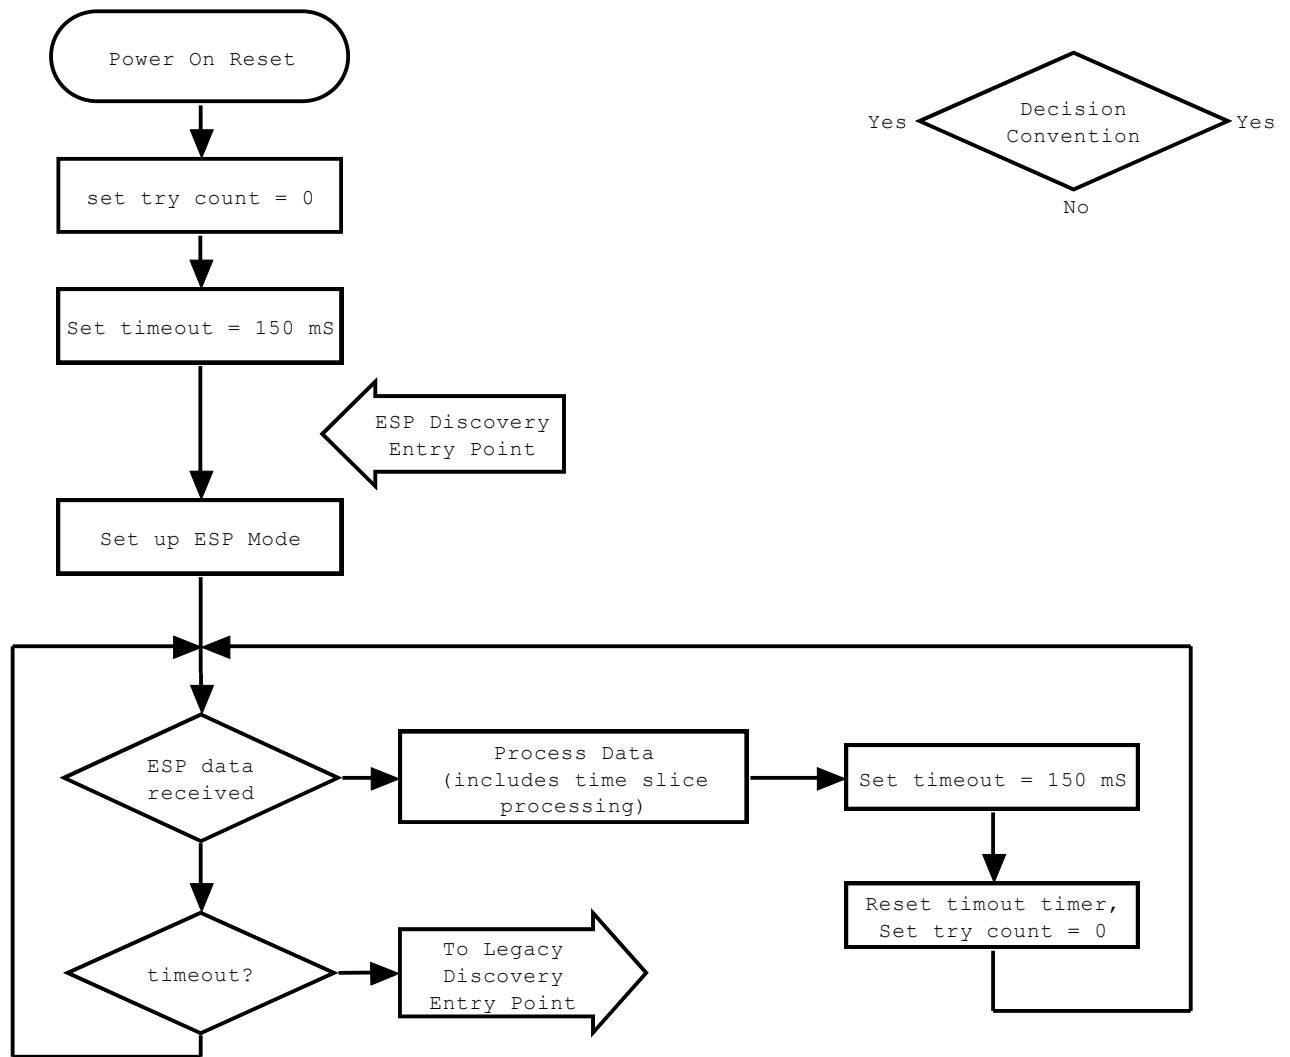 Power On Reset
set try count = 0
Set timeout = 150 mS
ESP Discovery
Entry Point
Set up ESP Mode
Decision
Convention
Yes
Yes
No
ESP data
received
Process Data
(includes time slice
processing)
Set timeout = 150 mS
Reset timout timer,
Set try count = 0
timeout?
To Legacy
Discovery
Entry Point